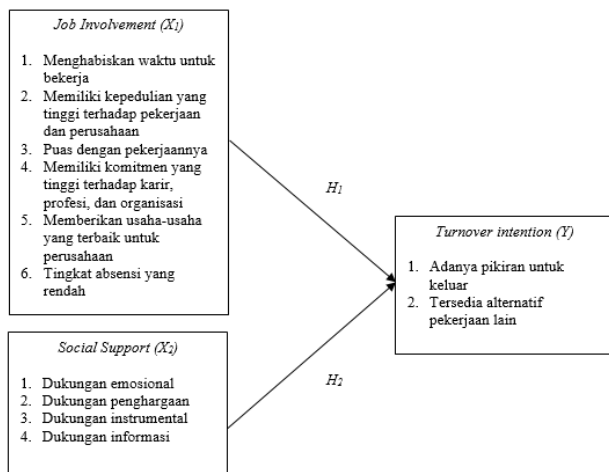 Job Involvement (X1)
1. Menghabiskan waktu untuk
bekerja
2. Memiliki kepedulian yang
tinggi terhadap pekerjaan
dan perusahaan
3. Puas dengan pekerjaannya
4. Memiliki komitmen yang
tinggi terhadap karir,
profesi, dan organisasi
5. Memberikan usaha-usaha
yang terbaik untuk
perusahaan
6. Tingkat absensi yang
rendah
H1
Turnover intention (Y)
1. Adanya pikiran untuk
keluar
2. Tersedia alternatif
pekerjaan lain
Social Support (X2)
1. Dukungan emosional
2. Dukungan penghargaan
3. Dukungan instrumental
4. Dukungan informasi
H2